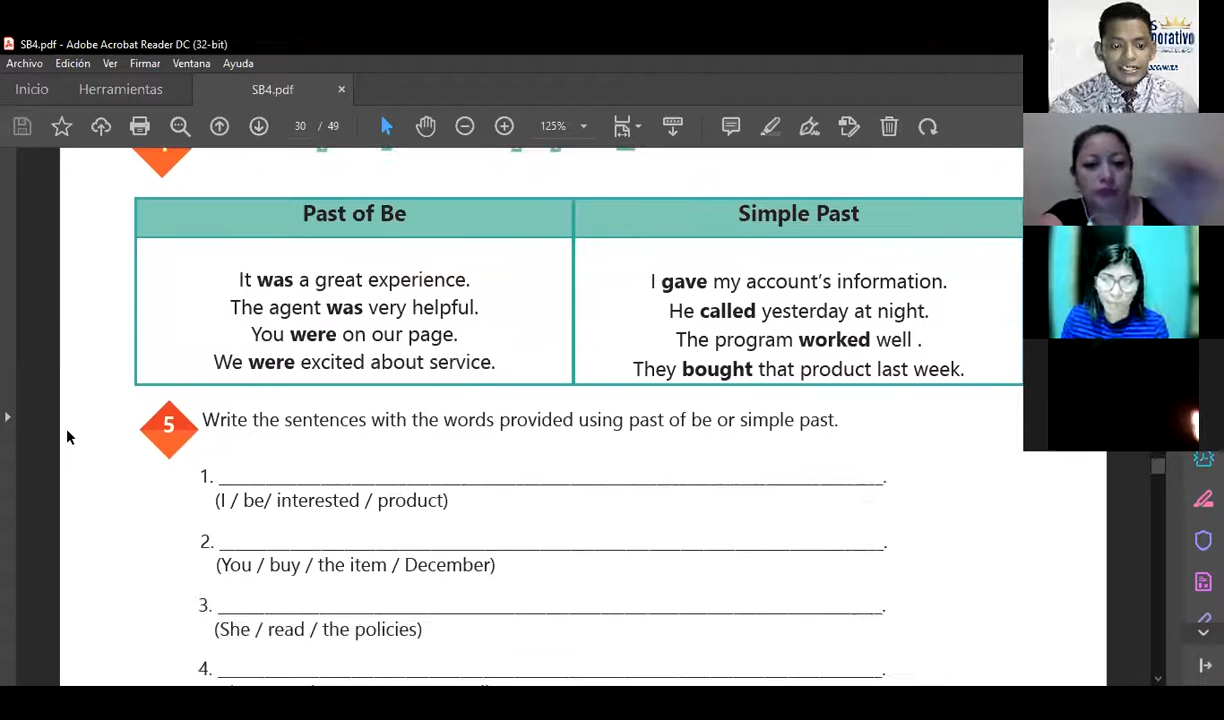 SB4.pdf - Adobe Acrobat Reader DC (32-bit)
Archivo Edición Ver Firmar Ventana Ayuda
Inicio Herramientas SB4.pdf ×
30 / 49 125%
Past of Be
Simple Past
It was a great experience.
The agent was very helpful.
You were on our page.
We were excited about service.
I gave my account's information.
He called yesterday at night.
The program worked well .
They bought that product last week.
5 Write the sentences with the words provided using past of be or simple past.
1. ______________________________.
(I / be/ interested / product)
2. ______________________________.
(You / buy / the item / December)
3. ______________________________.
(She / read / the policies)
4. ______________________________.